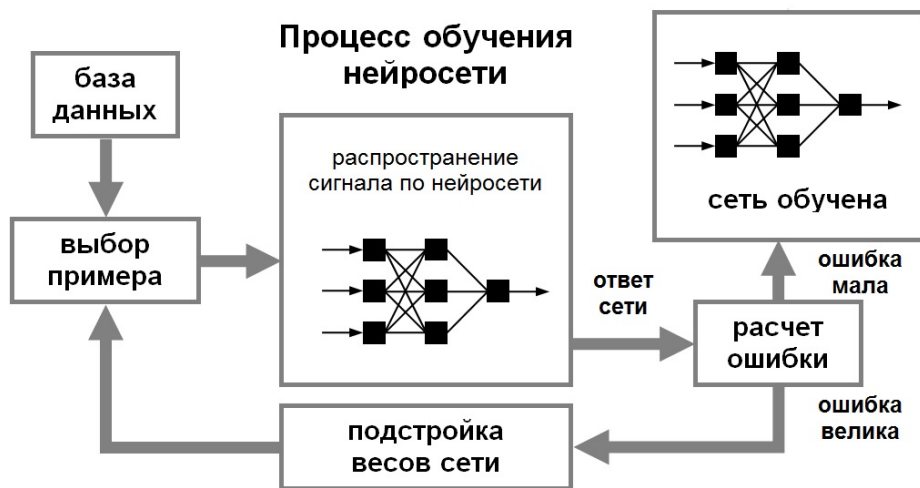 Процесс обучения
нейросети
база
данных
выбор
примера
распространение
сигнала по нейросети
ответ
сети
расчет
ошибки
ошибка
мала
сеть обучена
ошибка
велика
подстройка
весов сети